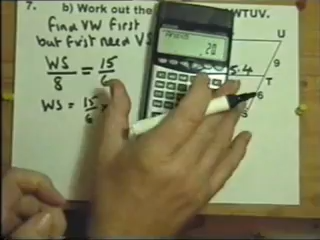 7. b) Work out the WTUV.
find VW first
but first need VS
WS/8 = 15/6
WS = 15/6
20.
U
9
5.4
T
6